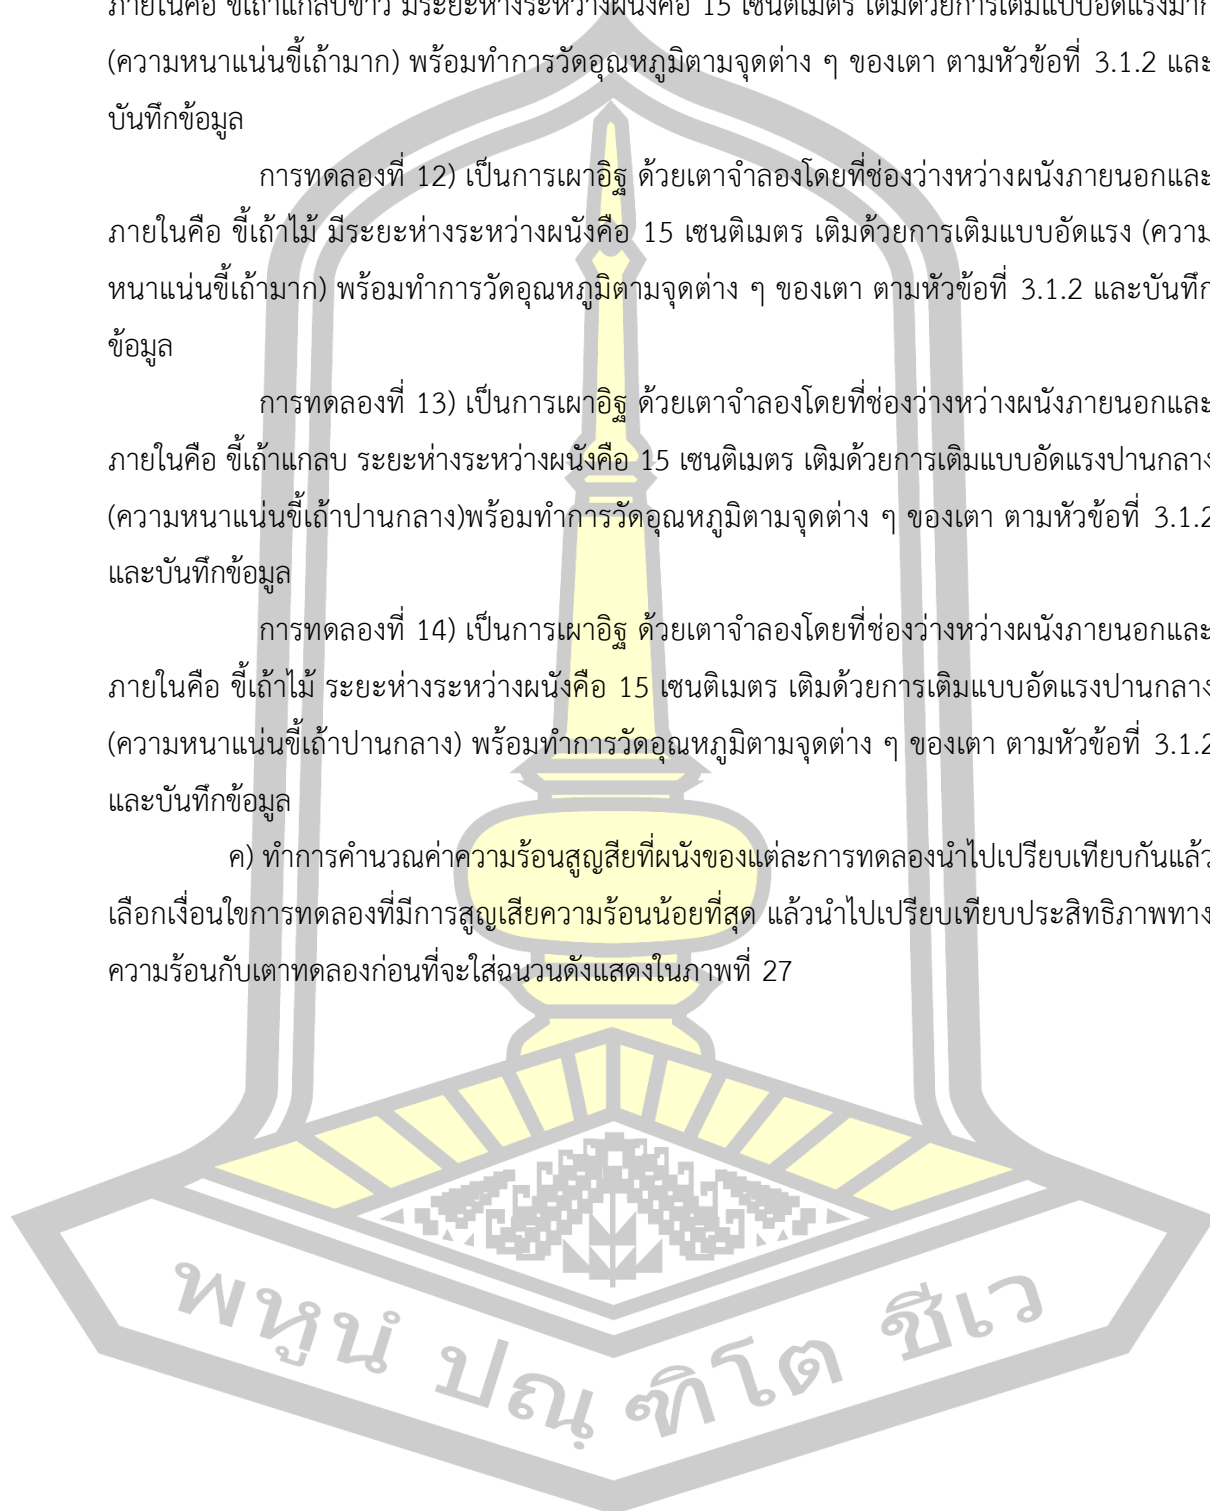 ภายในคือ ขี้เถ้าแกลบขาว มีระยะห่างระหว่างผนังคือ 15 เซนติเมตร เติมด้วยการเติมแบบอัดแรงมาก
(ความหนาแน่นขี้เถ้ามาก) พร้อมทำการวัดอุณหภูมิตามจุดต่าง ๆ ของเตา ตามหัวข้อที่ 3.1.2 และ
บันทึกข้อมูล
การทดลองที่ 12) เป็นการเผาอิฐ ด้วยเตาจำลองโดยที่ช่องว่างหว่างผนังภายนอกและ
ภายในคือ ขี้เถ้าไม้ มีระยะห่างระหว่างผนังคือ 15 เซนติเมตร เติมด้วยการเติมแบบอัดแรง (ความ
หนาแน่นขี้เถ้ามาก) พร้อมทำการวัดอุณหภูมิตามจุดต่าง ๆ ของเตา ตามหัวข้อที่ 3.1.2 และบันทึก
ข้อมูล
การทดลองที่ 13) เป็นการเผาอิฐ ด้วยเตาจำลองโดยที่ช่องว่างหว่างผนังภายนอกและ
ภายในคือ ขี้เถ้าแกลบ ระยะห่างระหว่างผนังคือ 15 เซนติเมตร เติมด้วยการเติมแบบอัดแรงปานกลาง
(ความหนาแน่นขี้เถ้าปานกลาง)พร้อมทำการวัดอุณหภูมิตามจุดต่าง ๆ ของเตา ตามหัวข้อที่ 3.1.2
และบันทึกข้อมูล
การทดลองที่ 14) เป็นการเผาอิฐ ด้วยเตาจำลองโดยที่ช่องว่างหว่างผนังภายนอกและ
ภายในคือ ขี้เถ้าไม้ ระยะห่างระหว่างผนังคือ 15 เซนติเมตร เติมด้วยการเติมแบบอัดแรงปานกลาง
(ความหนาแน่นขี้เถ้าปานกลาง) พร้อมทำการวัดอุณหภูมิตามจุดต่าง ๆ ของเตา ตามหัวข้อที่ 3.1.2
และบันทึกข้อมูล
ค) ทำการคำนวณค่าความร้อนสูญสียที่ผนังของแต่ละการทดลองนำไปเปรียบเทียบกันแล้ว
เลือกเงื่อนใขการทดลองที่มีการสูญเสียความร้อนน้อยที่สุด แล้วนำไปเปรียบเทียบประสิทธิภาพทาง
ความร้อนกับเตาทดลองก่อนที่จะใส่ฉนวนดังแสดงในภาพที่ 27
พหูนํ ปณฺฑิโต ชีเว